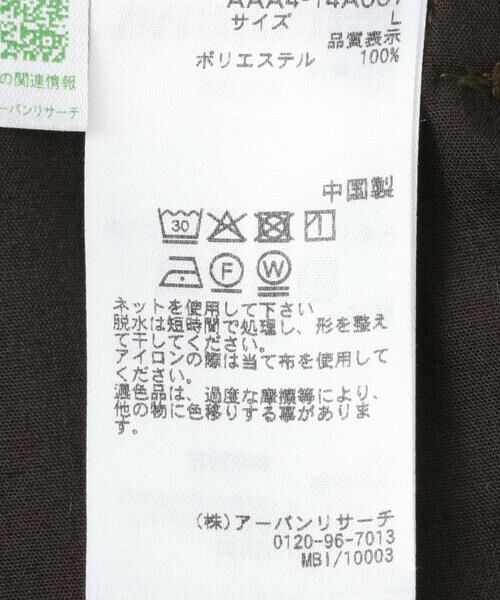 の関連情報
ーバンリサーチ
サイズ L
品質表示
ポリエステル 100%
中国製
30
F W
ネットを使用して下さい
脱水は短時間で処理し、形を整え
て干してください。
アイロンの際は当て布を使用して
ください。
濃色品は、過度な摩擦等により、
他の物に色移りする事がありま
す。
(株)アーバンリサーチ
0120-96-7013
MBI/10003